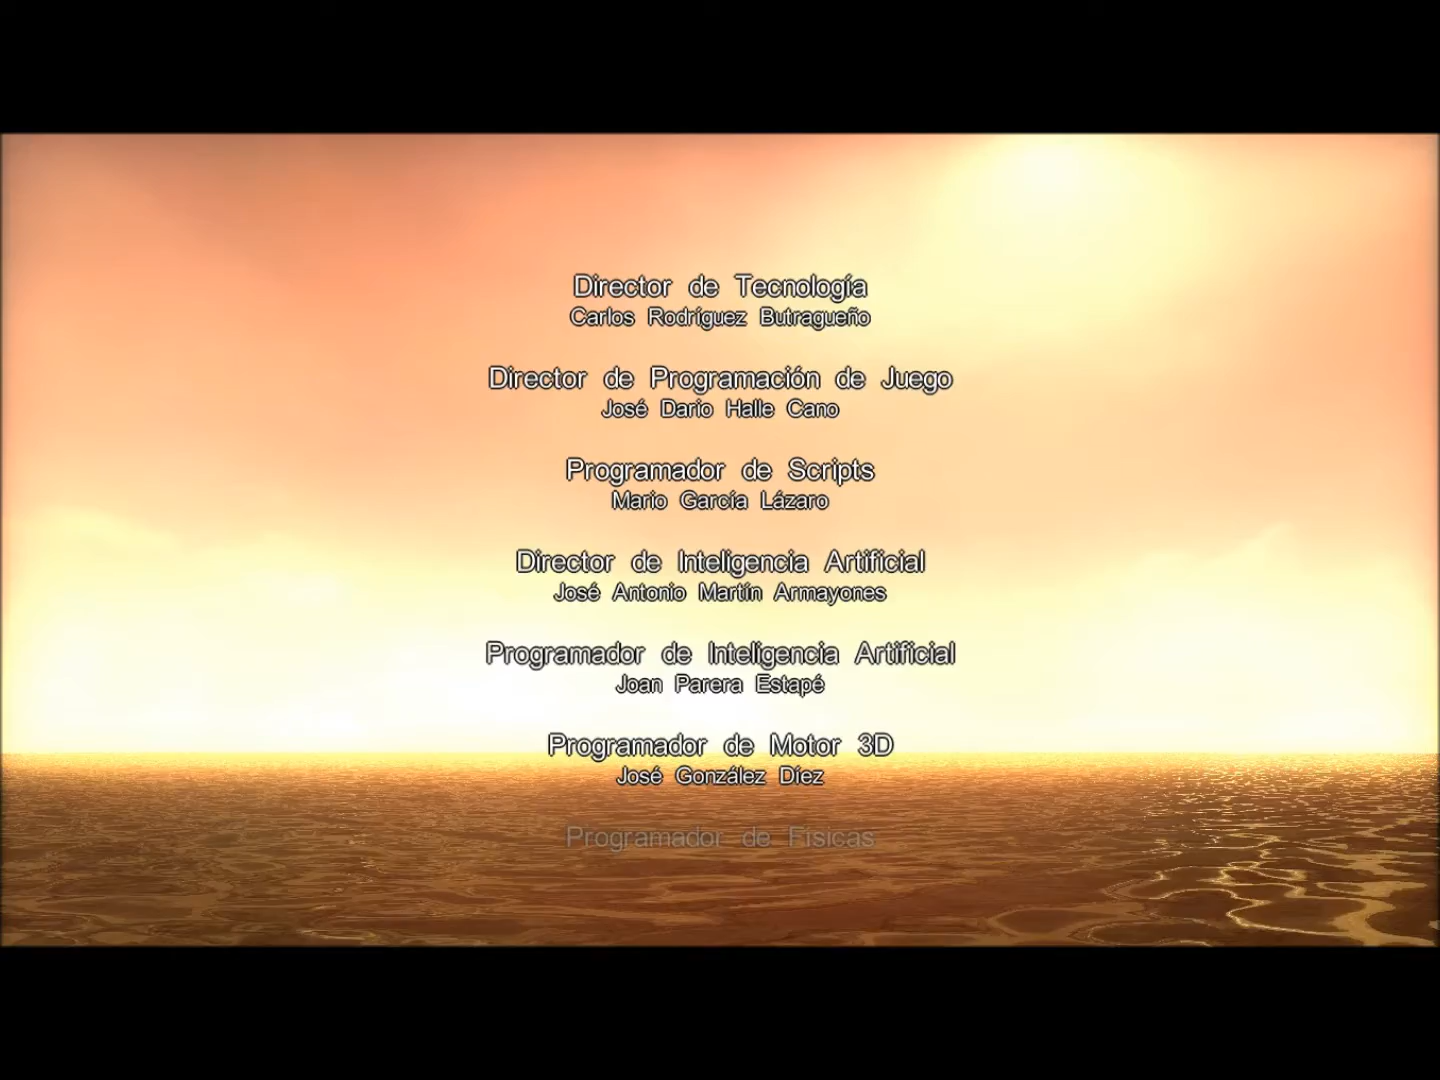 Director de Tecnología
Carlos Rodríguez Butragueño
Director de Programación de Juego
José Dario Halle Cano
Programador de Scripts
Mario García Lázaro
Director de Inteligencia Artificial
José Antonio Martín Armayones
Programador de Inteligencia Artificial
Joan Parera Estapé
Programador de Motor 3D
José González Díez
Programador de Físicas